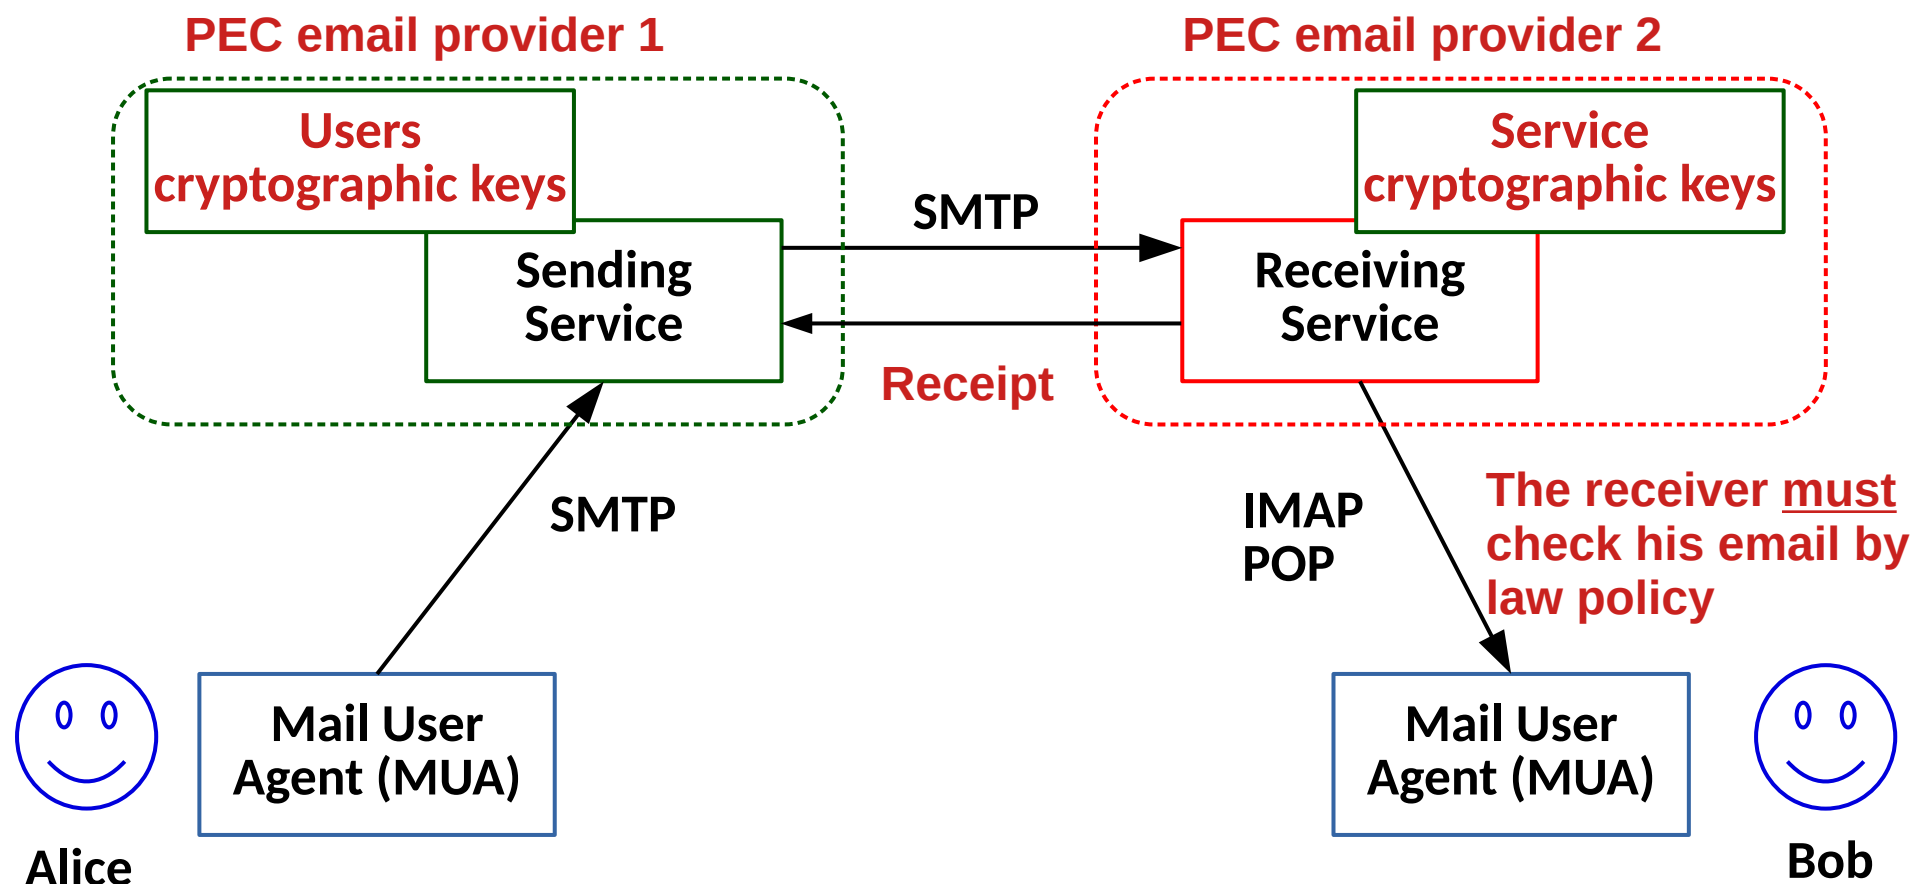 PEC email provider 1
PEC email provider 2
Users
cryptographic keys
Service
cryptographic keys
SMTP
Sending
Service
Receiving
Service
Receipt
SMTP
IMAP
POP
The receiver must
check his email by
law policy
Mail User
Agent (MUA)
Mail User
Agent (MUA)
Alice
Bob